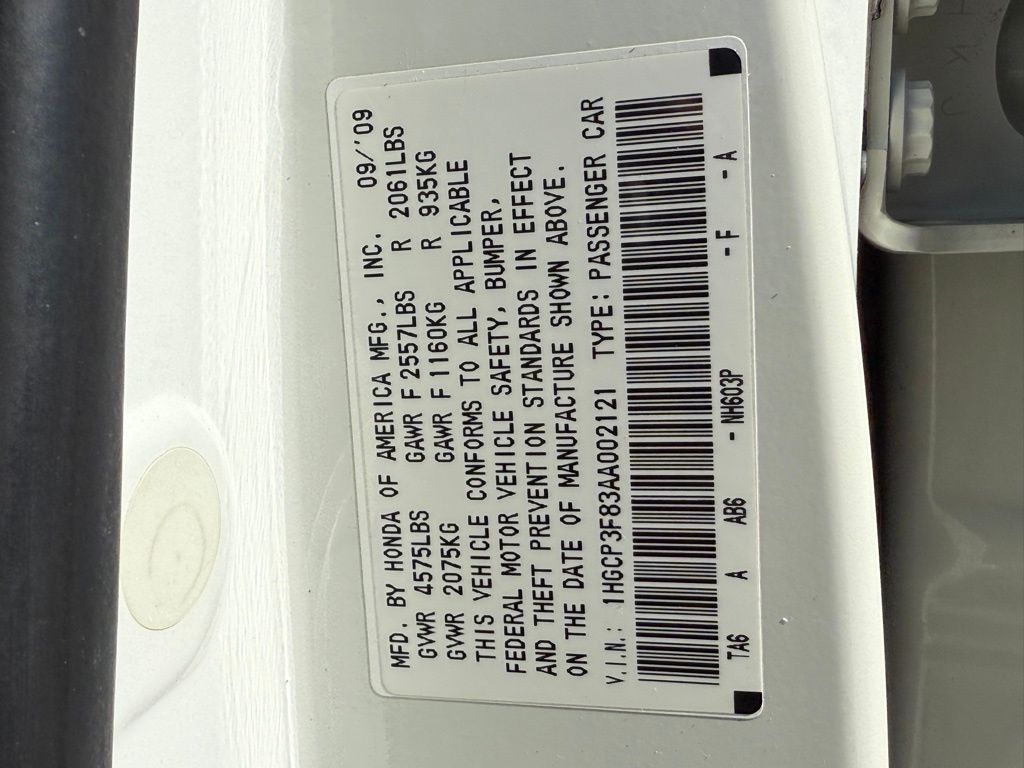 MFD. BY HONDA OF AMERICA MFG., INC. 09/'09
GVWR 4575LBS GAWR F 2557LBS R 2061LBS
GVWR 2075KG GAWR F 1160KG R 935KG
THIS VEHICLE CONFORMS TO ALL APPLICABLE
FEDERAL MOTOR VEHICLE SAFETY, BUMPER,
AND THEFT PREVENTION STANDARDS IN EFFECT
ON THE DATE OF MANUFACTURE SHOWN ABOVE.
V.I.N.: 1HGCP3F83AA002121 TYPE: PASSENGER CAR
TA6 A AB6 - NH603P - F - A